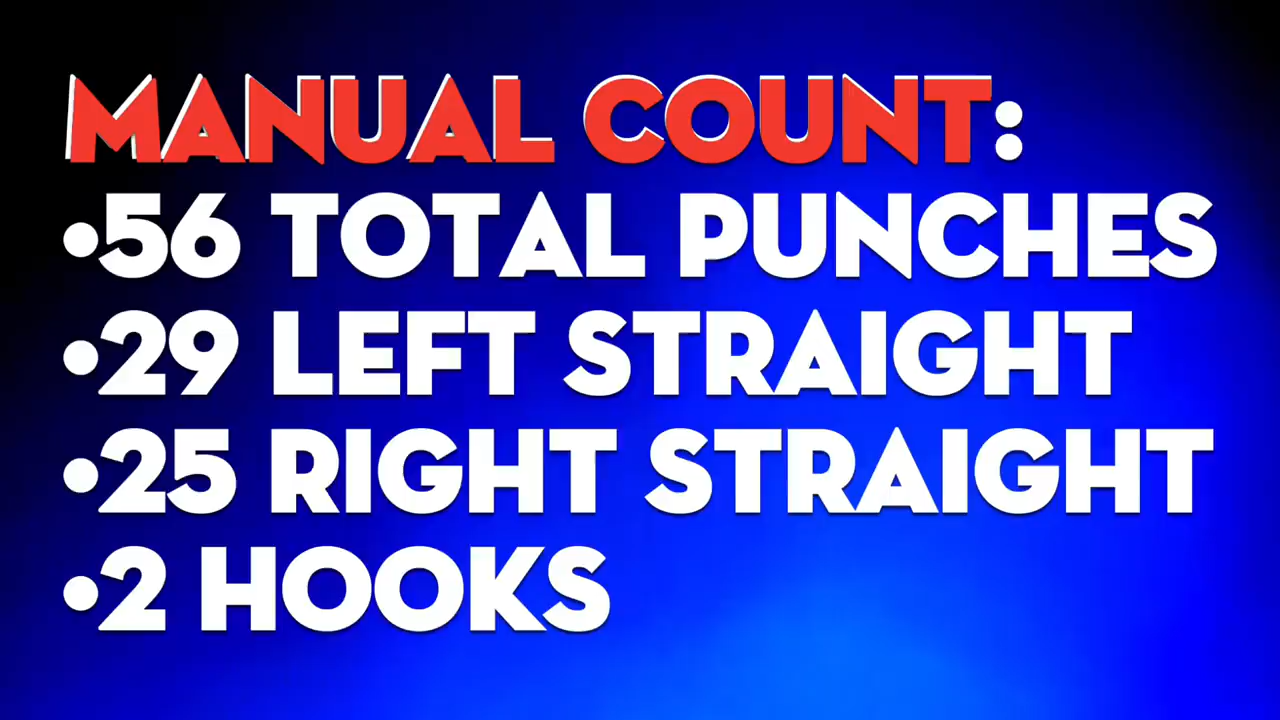 MANUAL COUNT:
•56 TOTAL PUNCHES
•29 LEFT STRAIGHT
•25 RIGHT STRAIGHT
•2 HOOKS